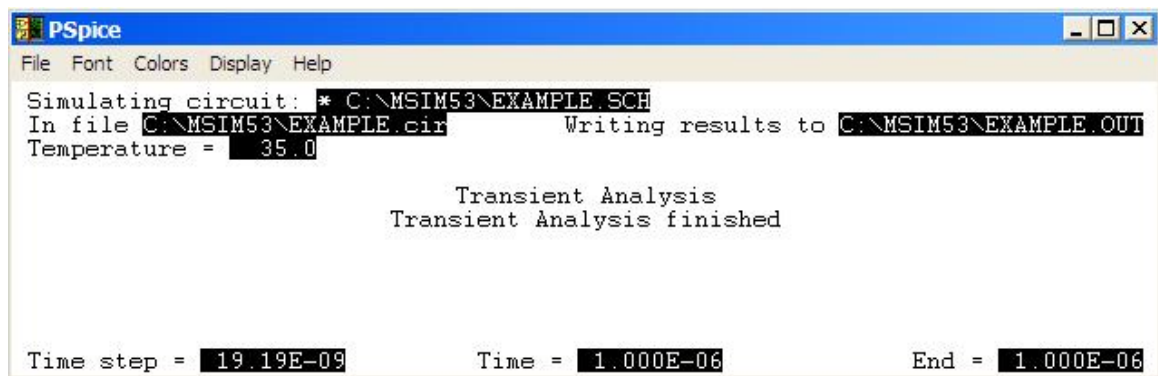 PSpice
File Font Colors Display Help
Simulating circuit: * C:\MSIM53\EXAMPLE.SCH
In file C:\MSIM53\EXAMPLE.cir Writing results to C:\MSIM53\EXAMPLE.OUT
Temperature = 35.0
Transient Analysis
Transient Analysis finished
Time step = 19.19E-09 Time = 1.000E-06 End = 1.000E-06